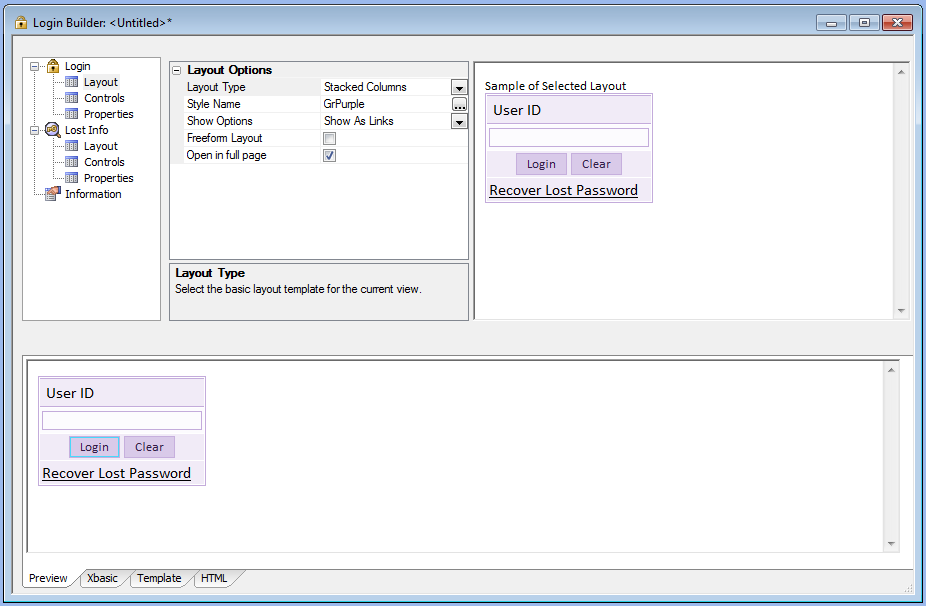 Login Builder: <Untitled>*
Login
Layout
Controls
Properties
Lost Info
Layout
Controls
Properties
Information
Layout Options
Layout Type Stacked Columns
Style Name GrPurple
Show Options Show As Links
Freeform Layout
Open in full page
Layout Type
Select the basic layout template for the current view.
Sample of Selected Layout
User ID
Login Clear
Recover Lost Password
User ID
Login Clear
Recover Lost Password
Preview Xbasic Template HTML